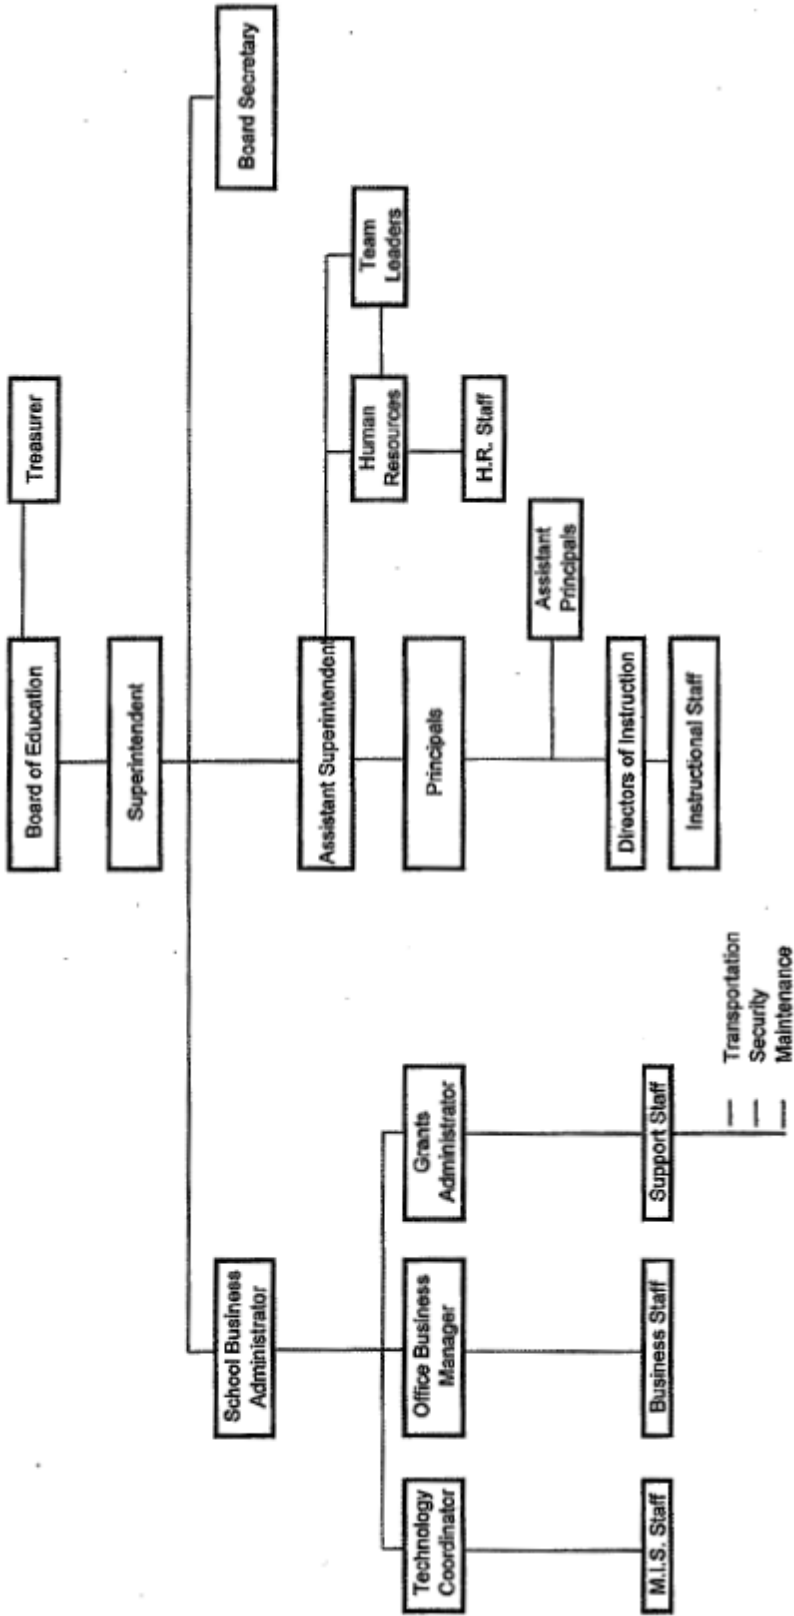 Board of Education
Treasurer
Superintendent
School Business
Administrator
Board Secretary
Assistant Superintendent
Human
Resources
Team
Leaders
Technology
Coordinator
Office Business
Manager
Grants
Administrator
Principals
H.R. Staff
Assistant
Principals
Directors of Instruction
M.I.S. Staff
Business Staff
Support Staff
Instructional Staff
Transportation
Security
Maintenance